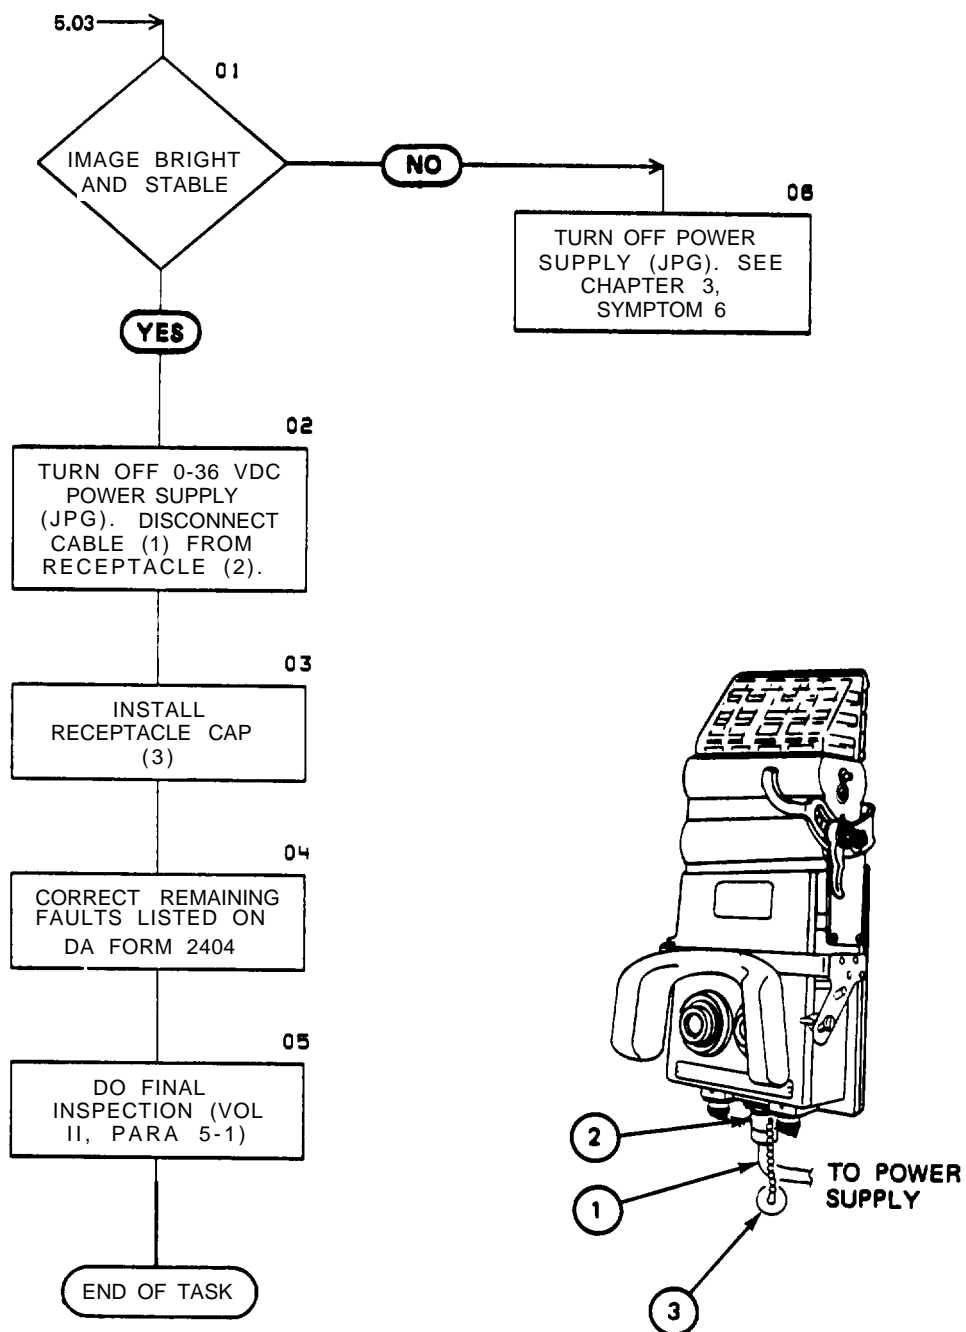 5.03
01
IMAGE BRIGHT
AND STABLE
NO
06
TURN OFF POWER
SUPPLY (JPG). SEE
CHAPTER 3,
SYMPTOM 6
YES
02
TURN OFF 0-36 VDC
POWER SUPPLY
(JPG). DISCONNECT
CABLE (1) FROM
RECEPTACLE (2).
03
INSTALL
RECEPTACLE CAP
(3)
04
CORRECT REMAINING
FAULTS LISTED ON
DA FORM 2404
05
DO FINAL
INSPECTION (VOL
II, PARA 5-1)
END OF TASK
2
1
TO POWER
SUPPLY
3